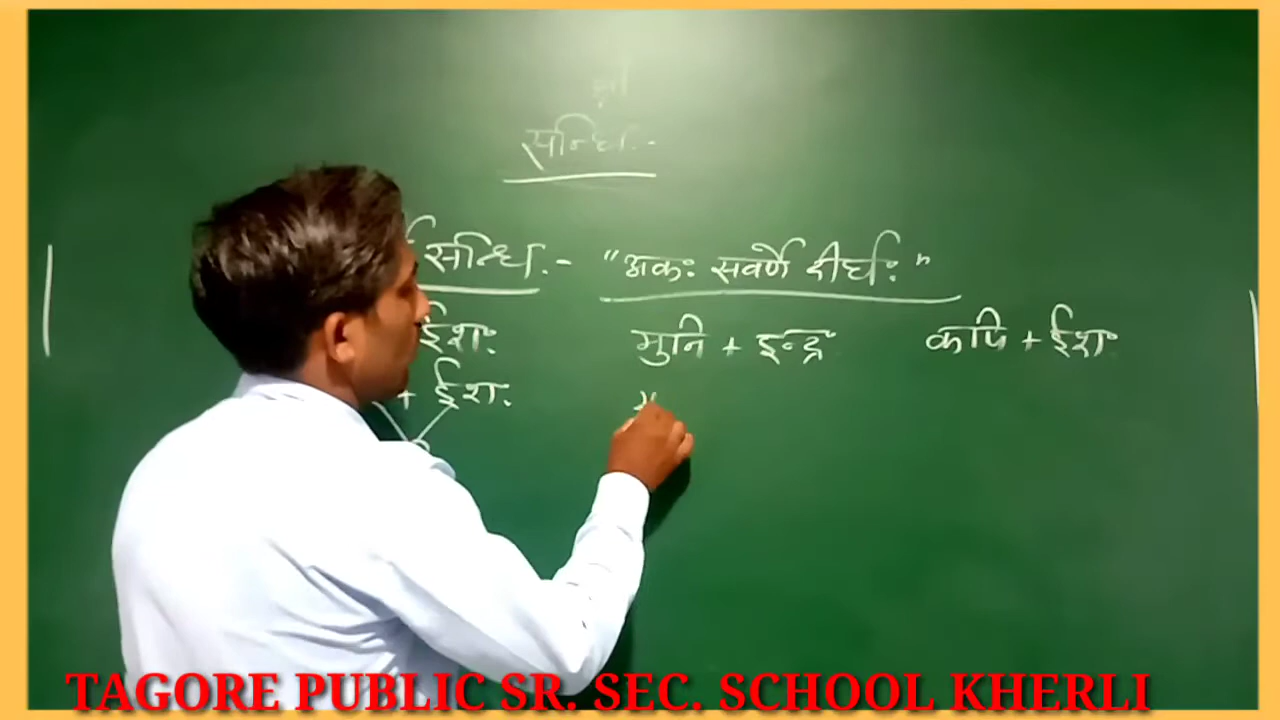 सन्धिः-
सन्धिः- "अकः सवर्णे दीर्घः"
ईशः मुनि + इन्द्रः कपि + ईशः
+ ईशः
TAGORE PUBLIC SR. SEC. SCHOOL KHERLI